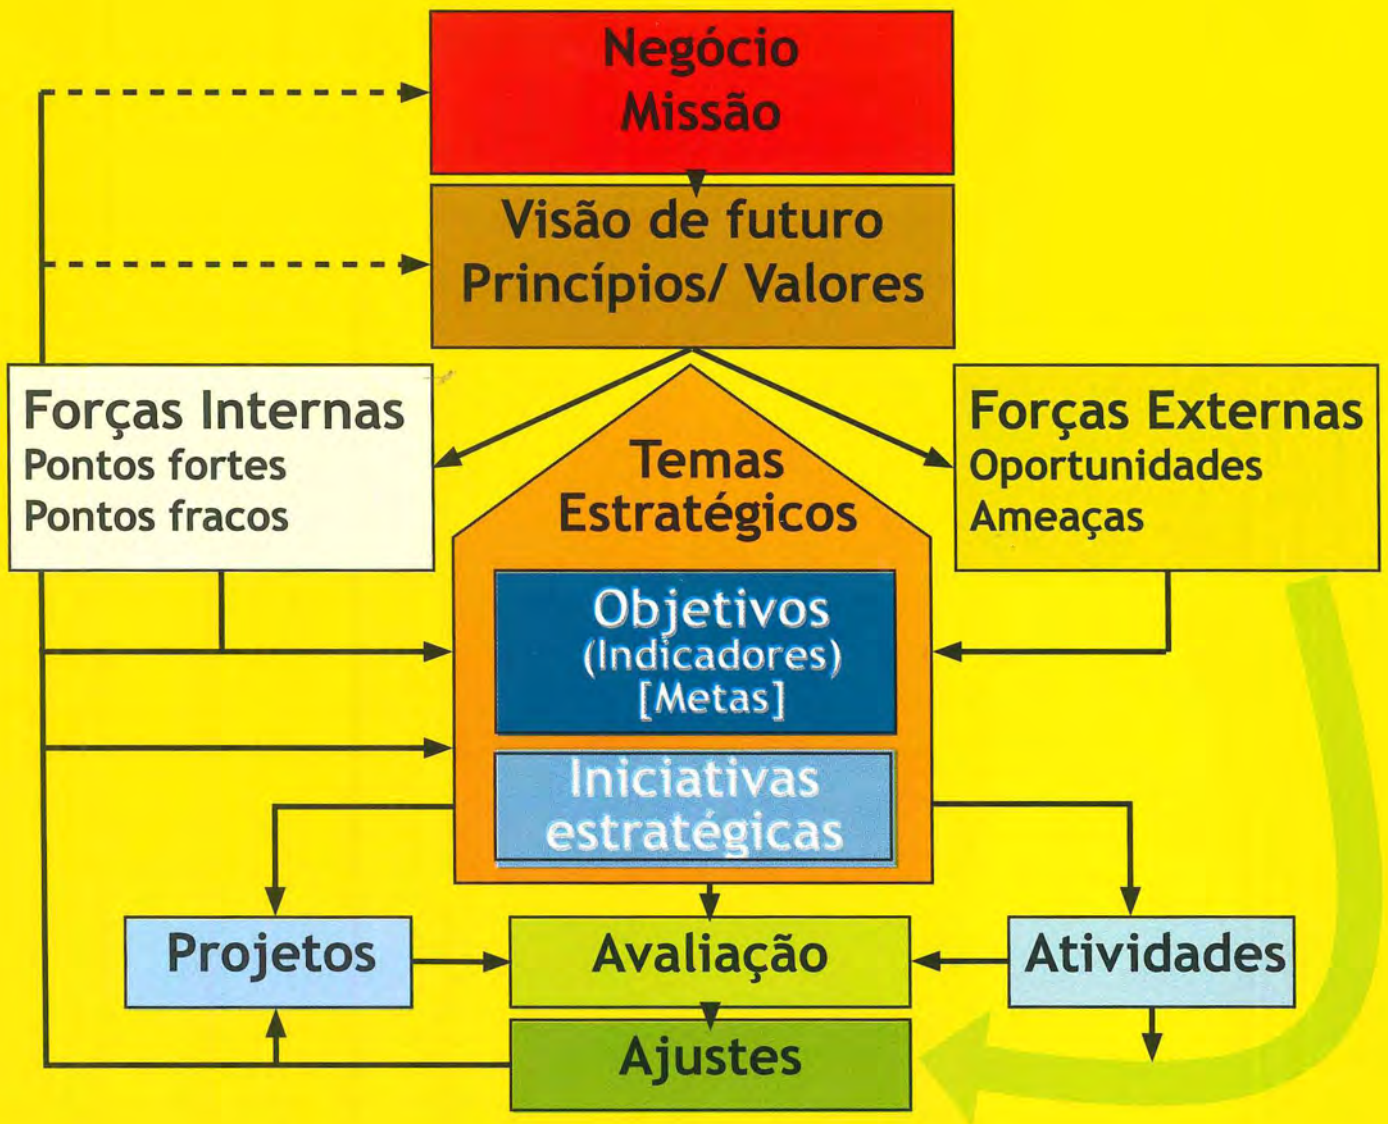 Negócio
Missão
Visão de futuro
Princípios/ Valores
Forças Internas
Pontos fortes
Pontos fracos
Temas
Estratégicos
Forças Externas
Oportunidades
Ameaças
Objetivos
(Indicadores)
[Metas]
Iniciativas
estratégicas
Projetos
Avaliação
Atividades
Ajustes